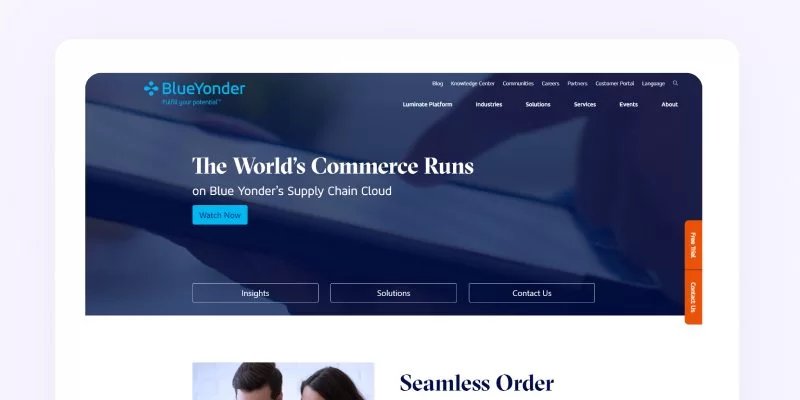 Blog Knowledge Center Communities Careers Partners Customer Portal Language
BlueYonder
Fulfill your potential™
Luminate Platform Industries Solutions Services Events About
The World's Commerce Runs
on Blue Yonder's Supply Chain Cloud
Watch Now
Free Trial
Contact Us
Insights Solutions Contact Us
Seamless Order